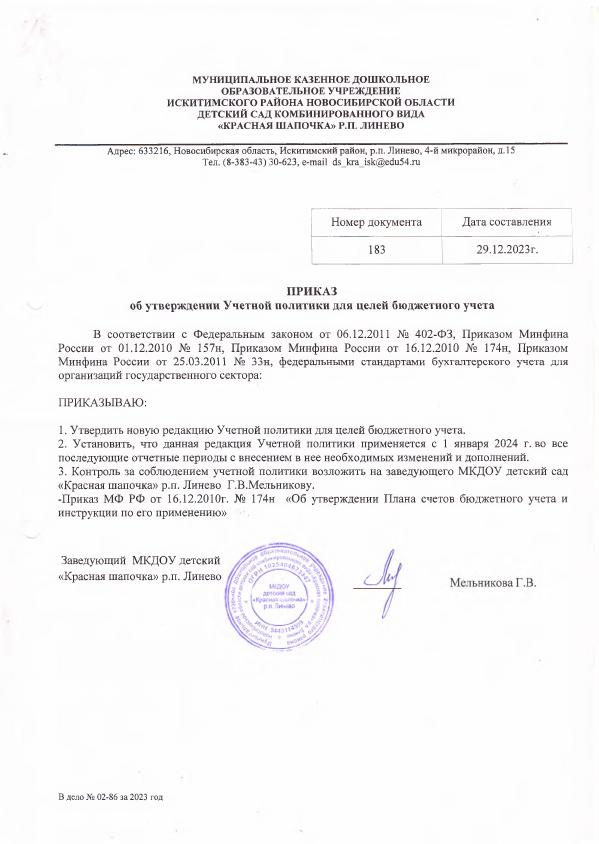 МУНИЦИПАЛЬНОЕ КАЗЕННОЕ ДОШКОЛЬНОЕ
ОБРАЗОВАТЕЛЬНОЕ УЧРЕЖДЕНИЕ
ИСКИТИМСКОГО РАЙОНА НОВОСИБИРСКОЙ ОБЛАСТИ
ДЕТСКИЙ САД КОМБИНИРОВАННОГО ВИДА
«КРАСНАЯ ШАПОЧКА» Р.П. ЛИНЕВО
Адрес: 633216, Новосибирская область, Искитимский район, р.п. Линево, 4-й микрорайон, д.15
Тел. (8-383-43) 30-623, e-mail ds_kra_isk@edu54.ru
Номер документа Дата составления
183 29.12.2023г.
ПРИКАЗ
об утверждении Учетной политики для целей бюджетного учета
В соответствии с Федеральным законом от 06.12.2011 № 402-ФЗ, Приказом Минфина
России от 01.12.2010 № 157н, Приказом Минфина России от 16.12.2010 № 174н, Приказом
Минфина России от 25.03.2011 № 33н, федеральными стандартами бухгалтерского учета для
организаций государственного сектора:
ПРИКАЗЫВАЮ:
1. Утвердить новую редакцию Учетной политики для целей бюджетного учета.
2. Установить, что данная редакция Учетной политики применяется с 1 января 2024 г. во все
последующие отчетные периоды с внесением в нее необходимых изменений и дополнений.
3. Контроль за соблюдением учетной политики возложить на заведующего МКДОУ детский сад
«Красная шапочка» р.п. Линево Г.В.Мельникову.
-Приказ МФ РФ от 16.12.2010г. № 174н «Об утверждении Плана счетов бюджетного учета и
инструкции по его применению»
Заведующий МКДОУ детский
«Красная шапочка» р.п. Линево
Мельникова Г.В.
МКДОУ
детский сад
«Красная шапочка»
р.п. Линево
В дело № 02-86 за 2023 год